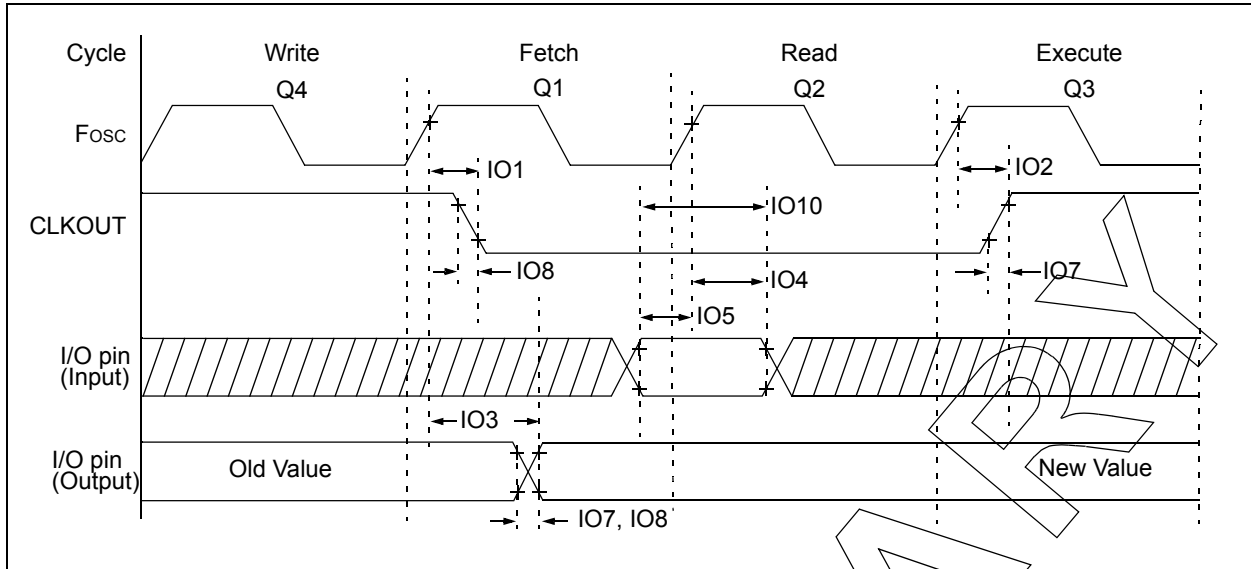 Cycle Write Fetch Read Execute
Q4 Q1 Q2 Q3
FOSC
IO1 IO2
IO10
CLKOUT
IO8 IO7
IO4
IO5
I/O pin
(Input)
IO3
I/O pin
(Output)
Old Value New Value
IO7, IO8
A R Y